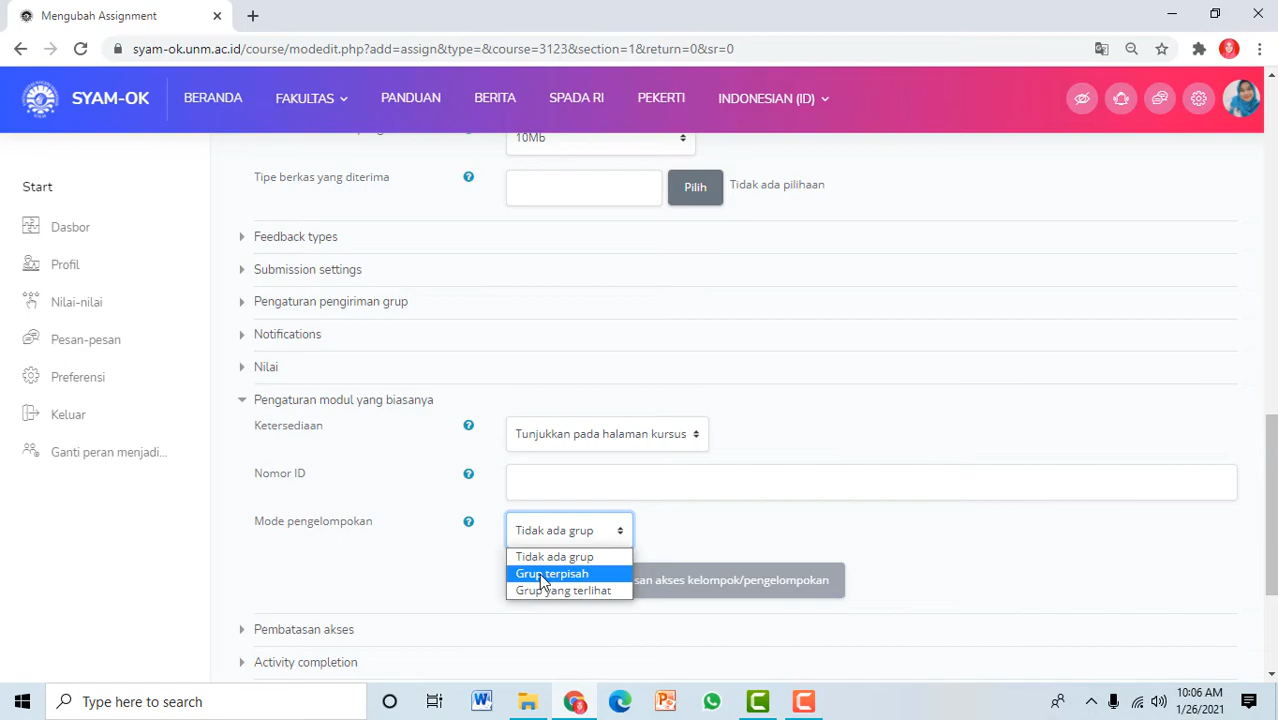 Mengubah Assignment
syam-ok.unm.ac.id/course/modedit.php?add=assign&type=&course=3123&section=1&return=0&sr=0
SYAM-OK
BERANDA
FAKULTAS
PANDUAN
BERITA
SPADA RI
PEKERTI
INDONESIAN (ID)
Start
Dasbor
Profil
Nilai-nilai
Pesan-pesan
Preferensi
Keluar
Ganti peran menjadi...
10Mb
Tipe berkas yang diterima
Pilih
Tidak ada pilihaan
Feedback types
Submission settings
Pengaturan pengiriman grup
Notifications
Nilai
Pengaturan modul yang biasanya
Ketersediaan
Tunjukkan pada halaman kursus
Nomor ID
Mode pengelompokan
Tidak ada grup
Tidak ada grup
Grup terpisah
Grup yang terlihat
san akses kelompok/pengelompokan
Pembatasan akses
Activity completion
Type here to search
10:06 AM
1/26/2021